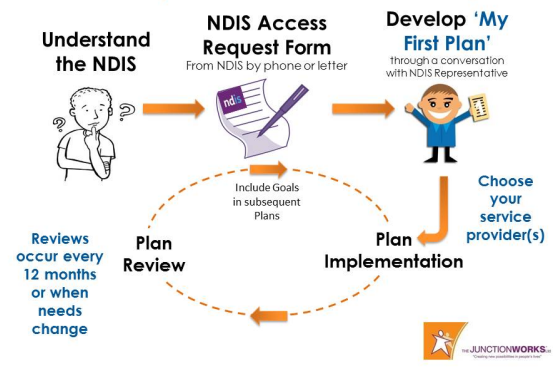 Understand
the NDIS
NDIS Access
Request Form
From NDIS by phone or letter
Develop ‘My
First Plan’
through a conversation
with NDIS Representative
? ?
ndis
Include Goals
in subsequent
Plans
Choose
your
service
provider(s)
Reviews
occur every
12 months
or when
needs
change
Plan
Review
Plan
Implementation
THE JUNCTIONWORKS Ltd
"Creating new possibilities in people's lives"